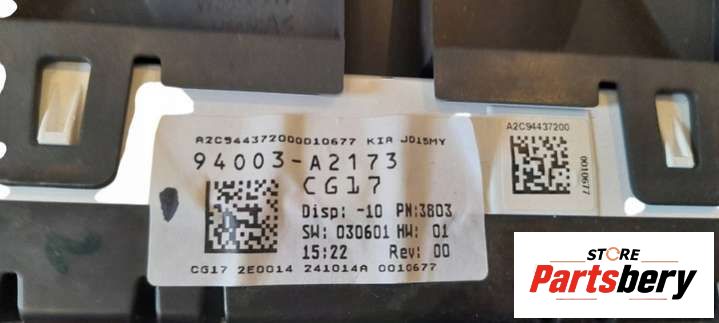 A2C94437200010677 KIA JD15MY
94003-A2173
CG17
Disp: -10 PN:3803
SW: 030601 HW: 01
15:22 Rev: 00
CG17 2E0014 241014A 0010677
A2C94437200
0010677
STORE
Partsbery